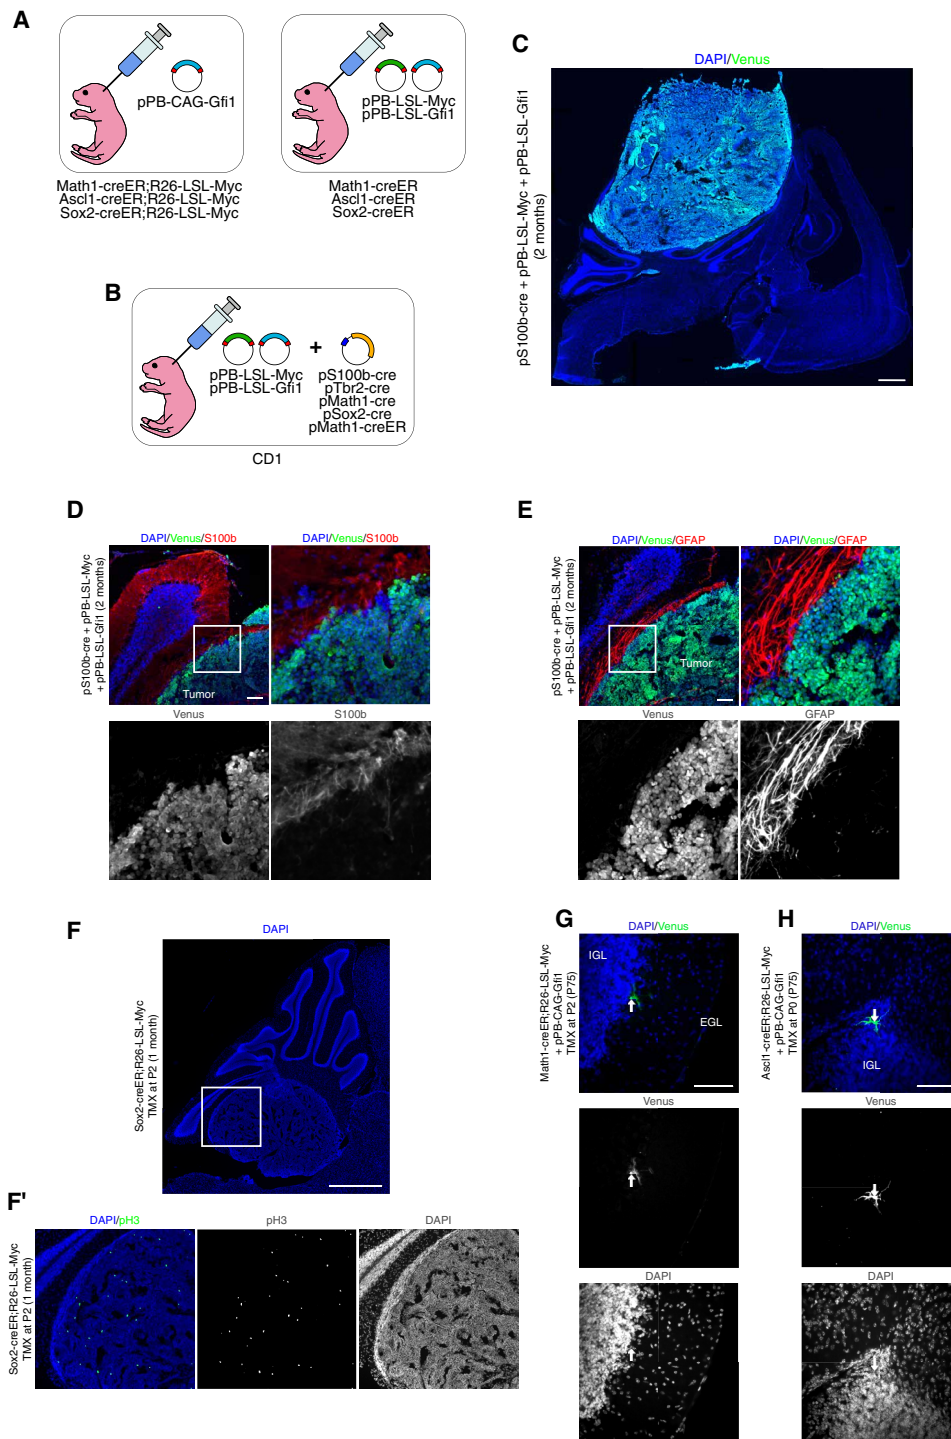 A
pPB-CAG-Gfi1
Math1-creER;R26-LSL-Myc
Ascl1-creER;R26-LSL-Myc
Sox2-creER;R26-LSL-Myc
pPB-LSL-Myc
pPB-LSL-Gfi1
Math1-creER
Ascl1-creER
Sox2-creER
B
pPB-LSL-Myc
pPB-LSL-Gfi1
+
pS100b-cre
pTbr2-cre
pMath1-cre
pSox2-cre
pMath1-creER
CD1
C
DAPI/Venus
pS100b-cre + pPB-LSL-Myc + pPB-LSL-Gfi1
(2 months)
D
DAPI/Venus/S100b
DAPI/Venus/S100b
pS100b-cre + pPB-LSL-Myc
+ pPB-LSL-Gfi1 (2 months)
Tumor
Venus
S100b
E
DAPI/Venus/GFAP
DAPI/Venus/GFAP
pS100b-cre + pPB-LSL-Myc
+ pPB-LSL-Gfi1 (2 months)
Tumor
Venus
GFAP
F
DAPI
Sox2-creER;R26-LSL-Myc
TMX at P2 (1 month)
F'
DAPI/pH3
pH3
DAPI
Sox2-creER;R26-LSL-Myc
TMX at P2 (1 month)
G
DAPI/Venus
Math1-creER;R26-LSL-Myc
+ pPB-CAG-Gfi1
TMX at P2 (P75)
IGL
EGL
Venus
DAPI
H
DAPI/Venus
Ascl1-creER;R26-LSL-Myc
+ pPB-CAG-Gfi1
TMX at P0 (P75)
IGL
Venus
DAPI